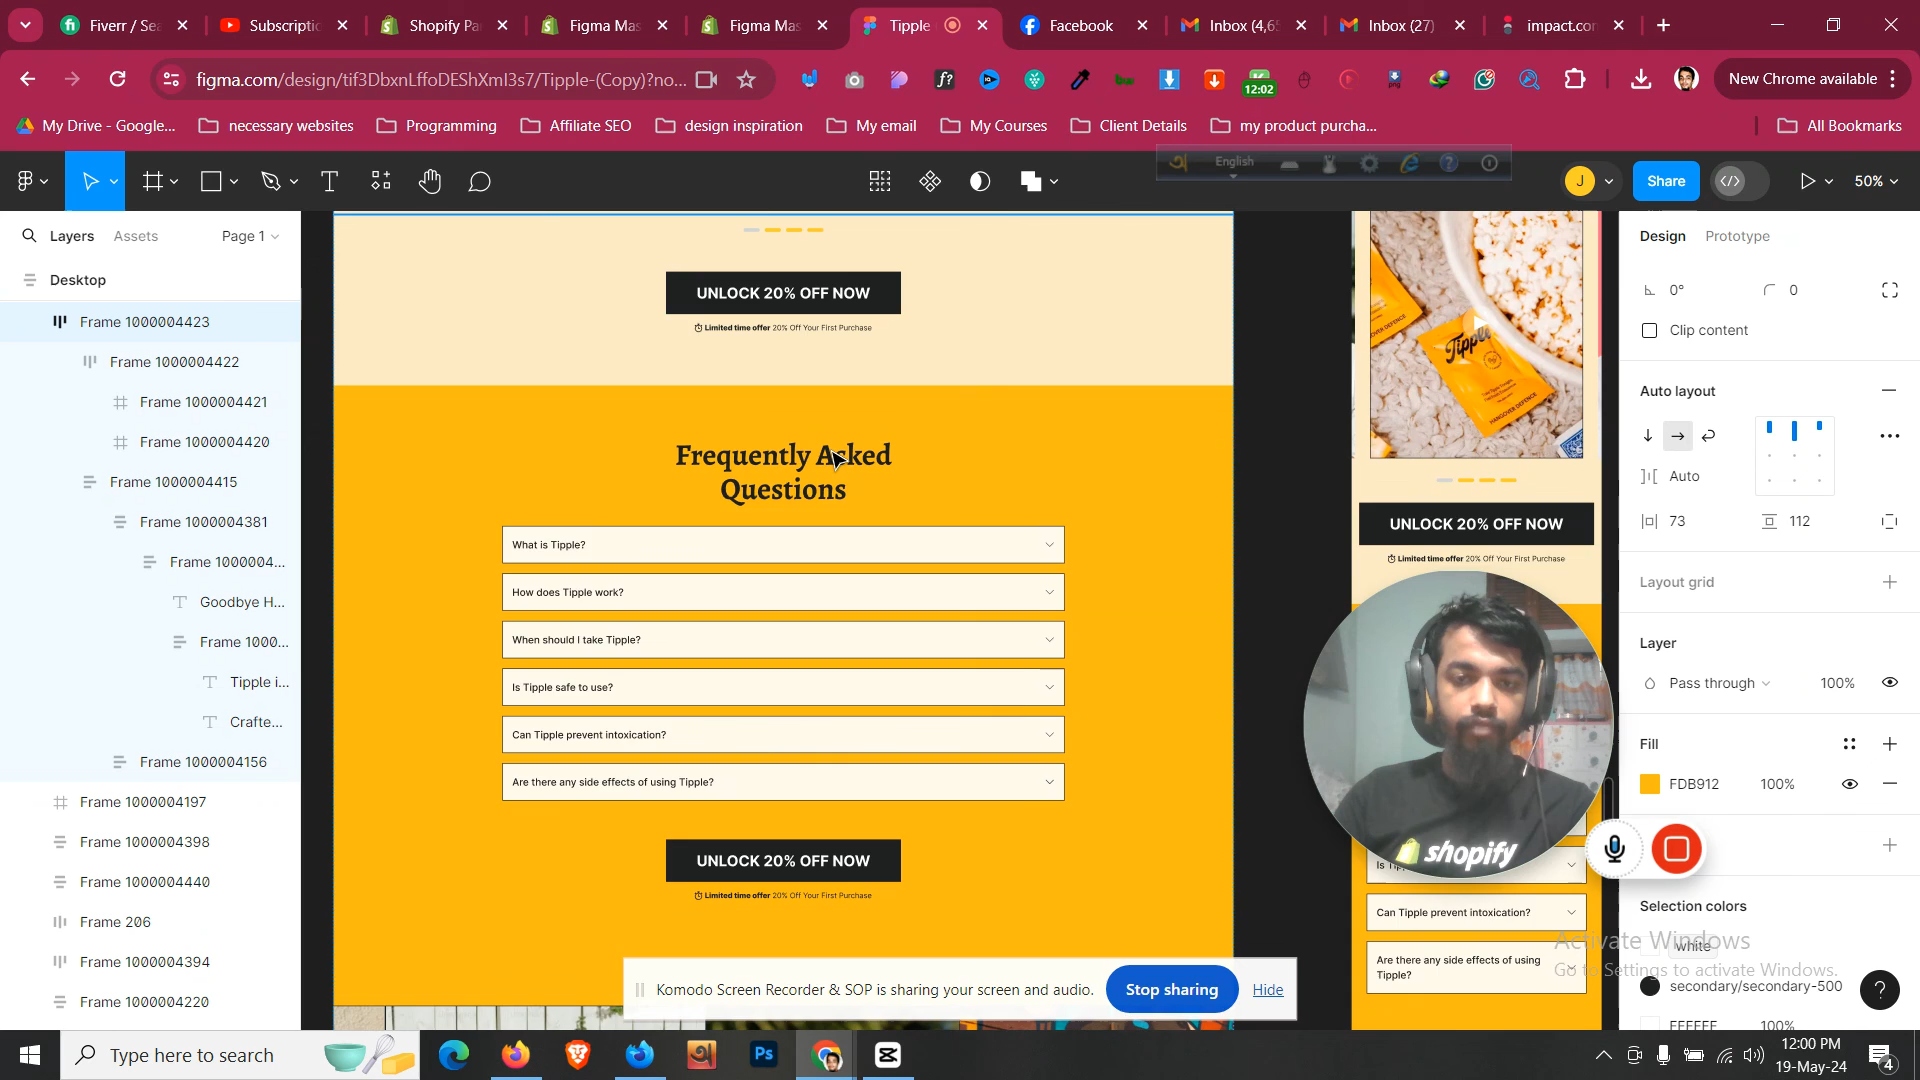 Fiverr / Sea
Subscriptic
Shopify Pa
Figma Mas
Figma Mas
Tipple
Facebook
Inbox (4,65
Inbox (27)
impact.con
figma.com/design/tif3DbxnLffoDEShXml3s7/Tipple-(Copy)?no...
12:02
New Chrome available
My Drive - Google...
necessary websites
Programming
Affiliate SEO
design inspiration
My email
My Courses
Client Details
my product purcha...
All Bookmarks
English
J
Share
50%
Layers
Assets
Page 1
Desktop
Frame 1000004423
Frame 1000004422
Frame 1000004421
Frame 1000004420
Frame 1000004415
Frame 1000004381
Frame 1000004...
Goodbye H...
Frame 1000...
Tipple i...
Crafte...
Frame 1000004156
Frame 1000004197
Frame 1000004398
Frame 1000004440
Frame 206
Frame 1000004394
Frame 1000004220
UNLOCK 20% OFF NOW
Limited time offer 20% Off Your First Purchase
Frequently Asked
Questions
What is Tipple?
How does Tipple work?
When should I take Tipple?
Is Tipple safe to use?
Can Tipple prevent intoxication?
Are there any side effects of using Tipple?
UNLOCK 20% OFF NOW
Limited time offer 20% Off Your First Purchase
Tipple
HANGOVER DEFENCE
UNLOCK 20% OFF NOW
Limited time offer 20% Off Your First Purchase
shopify
Can Tipple prevent intoxication?
Are there any side effects of using
Tipple?
Design
Prototype
0°
0
Clip content
Auto layout
Auto
73
112
Layout grid
Layer
Pass through
100%
Fill
FDB912
100%
Selection colors
white
secondary/secondary-500
FFFFFF
100%
Activate Windows
Go to Settings to activate Windows.
?
Komodo Screen Recorder & SOP is sharing your screen and audio.
Stop sharing
Hide
Type here to search
Ps
12:00 PM
19-May-24
4